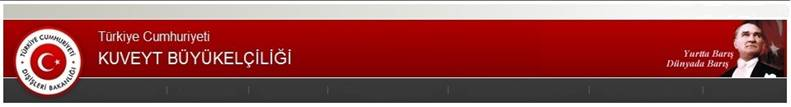 Türkiye Cumhuriyeti
KUVEYT BÜYÜKELÇİLİĞİ
TÜRKİYE CUMHURİYETİ
DIŞİŞLERİ BAKANLIĞI
Yurtta Barış
Dünyada Barış